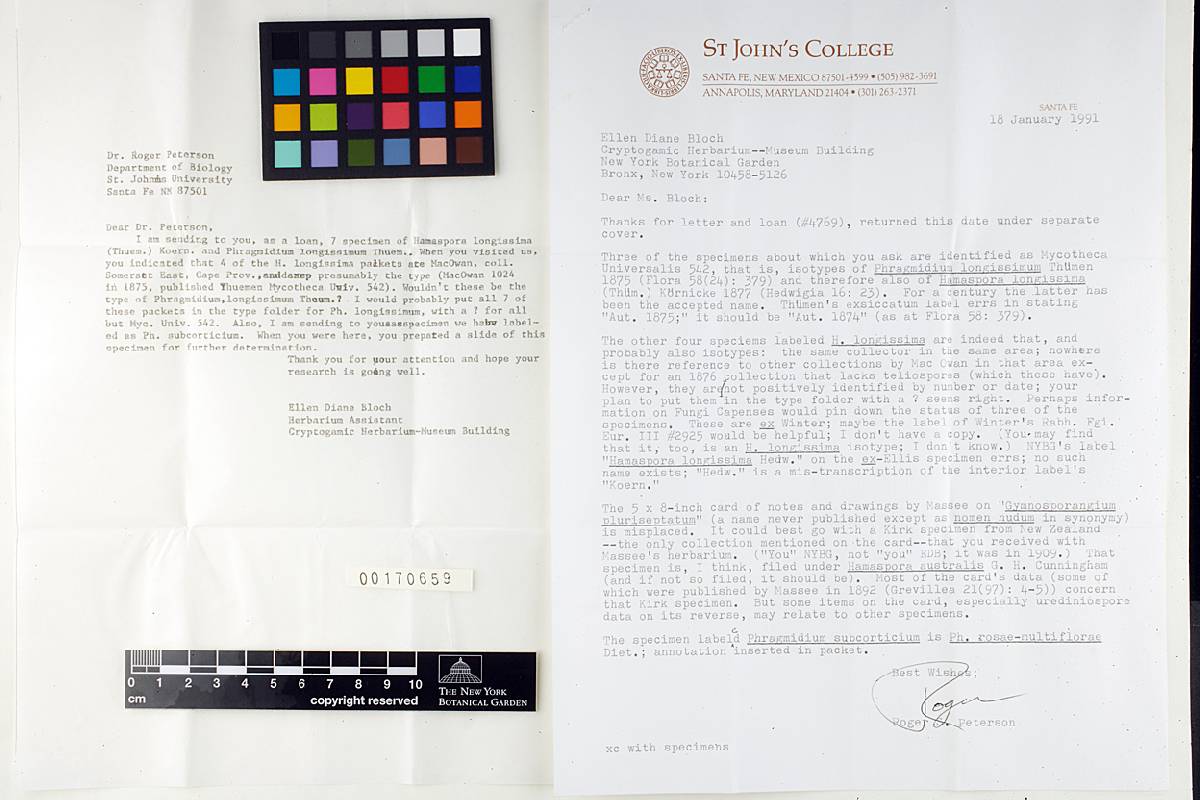 Dr. Roger Peterson
Department of Biology
St. Johnhs University
Santa Fe NM 87501
Dear Dr. Peterson,
I am sending to you, as a loan, 7 specimen of Hamaspora longissima
(Thuem.) Koern. and Phragmidium longissimum Thuem.. When you visited us,
you indicated that 4 of the H. longissima packets are MacOwan. coll.
Somerset East, Cape Prov., presumably the type (MacOwan 1024
in 1875, published Thuemen Mycotheca Univ. 542). Wouldn't these be the
type of Phragmidium,longissimum Theum.? I would probably put all 7 of
these packets in the type folder for Ph. longissimum, with a ? for all
but Myc. Univ. 542. Also, I am sending to you specimen we have label-
ed as Ph. subcorticium. When you were here, you prepated a slide of this
specimen for further determination.
Thank you for your attention and hope your
research is going well.
Ellen Diane Bloch
Herbarium Assistant
Cryptogamic Herbarium-Museum Building
00170659
0 1 2 3 4 5 6 7 8 9 10
cm
copyright reserved
THE NEW YORK
BOTANICAL GARDEN
ST JOHN'S COLLEGE
SANTA FE, NEW MEXICO 87501-4599 • (505) 982-3691
ANNAPOLIS, MARYLAND 21404 • (301) 263-2371
SANTA FE
18 January 1991
Ellen Diane Bloch
Cryptogamic Herbarium--Museum Building
New York Botanical Garden
Bronx, New York 10458-5126
Dear Ms. Bloch:
Thanks for letter and loan (#4769), returned this date under separate
cover.
Three of the specimens about which you ask are identified as Mycotheca
Universalis 542, that is, isotypes of Phragmidium longissimum Thümen
1875 (Flora 58(24): 379) and therefore also of Hamaspora longissima
(Thüm.) Körnicke 1877 (Hedwigia 16: 23). For a century the latter has
been the accepted name. Thümen's exsiccatum label errs in stating
"Aut. 1875;" it should be "Aut. 1874" (as at Flora 58: 379).
The other four speciems labeled H. longissima are indeed that, and
probably also isotypes: the same collector in the same area; nowhere
is there reference to other collections by Mac Owan in that area ex-
cept for an 1876 collection that lacks teliospores (which these have).
However, they are not positively identified by number or date; your
plan to put them in the type folder with a ? seems right. Perhaps infor-
mation on Fungi Capenses would pin down the status of three of the
specimens. These are ex Winter; maybe the label of Winter's Rabh. Fgi.
Eur. III #2925 would be helpful; I don't have a copy. (You may find
that it, too, is an H. longissima isotype; I don't know.) NYBG's label
"Hamaspora longissima Hedw." on the ex-Ellis specimen errs; no such
name exists; "Hedw." is a mis-transcription of the interior label's
"Koern."
The 5 x 8-inch card of notes and drawings by Massee on "Gymnosporangium
pluriseptatum" (a name never published except as nomen nudum in synonymy)
is misplaced. It could best go with a Kirk specimen from New Zealand
--the only collection mentioned on the card--that you received with
Massee's herbarium. ("You" NYBG, not "you" EDB; it was in 1909.) That
specimen is, I think, filed under Hamaspora australis G. H. Cunningham
(and if not so filed, it should be). Most of the card's data (some of
which were published by Massee in 1892 (Grevillea 21(97): 4-5)) concern
that Kirk specimen. But some items on the card, especially urediniospore
data on its reverse, may relate to other specimens.
The specimen labeld Phragmidium subcorticium is Ph. rosae-multiflorae
Diet.; annotation inserted in packet.
Best Wishes,
Roger
Roger S. Peterson
xc with specimens